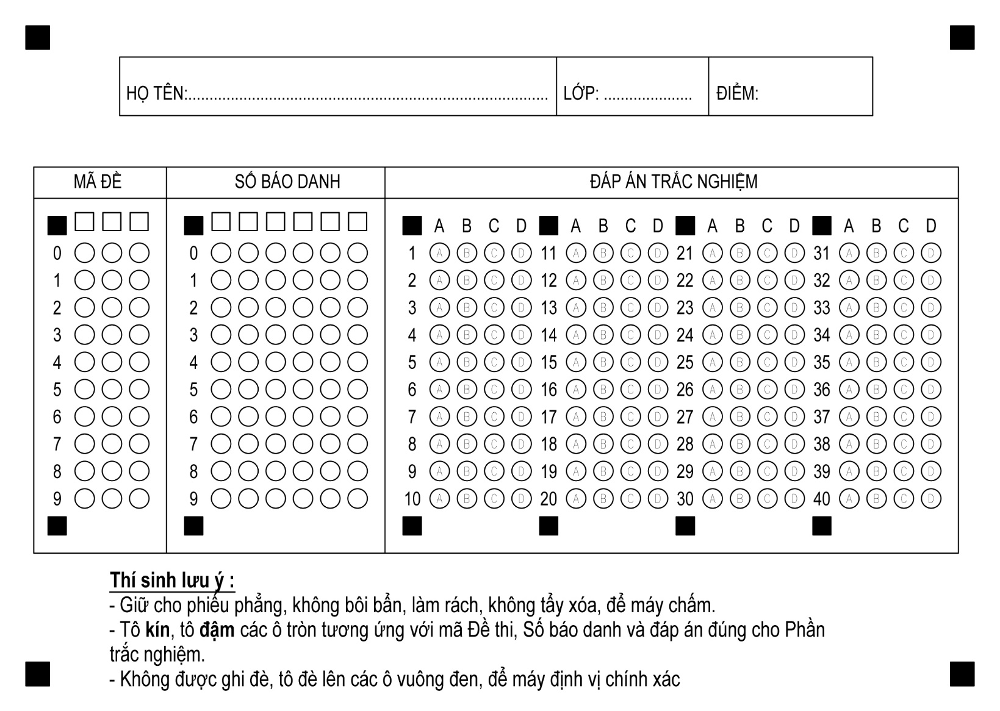 HỌ TÊN:..................................................................................... LỚP: ..................... ĐIỂM:
MÃ ĐỀ SỐ BÁO DANH ĐÁP ÁN TRẮC NGHIỆM
A B C D A B C D A B C D A B C D
0 0 1 A B C D 11 A B C D 21 A B C D 31 A B C D
1 1 2 A B C D 12 A B C D 22 A B C D 32 A B C D
2 2 3 A B C D 13 A B C D 23 A B C D 33 A B C D
3 3 4 A B C D 14 A B C D 24 A B C D 34 A B C D
4 4 5 A B C D 15 A B C D 25 A B C D 35 A B C D
5 5 6 A B C D 16 A B C D 26 A B C D 36 A B C D
6 6 7 A B C D 17 A B C D 27 A B C D 37 A B C D
7 7 8 A B C D 18 A B C D 28 A B C D 38 A B C D
8 8 9 A B C D 19 A B C D 29 A B C D 39 A B C D
9 9 10 A B C D 20 A B C D 30 A B C D 40 A B C D
Thí sinh lưu ý :
- Giữ cho phiếu phẳng, không bôi bẩn, làm rách, không tẩy xóa, để máy chấm.
- Tô kín, tô đậm các ô tròn tương ứng với mã Đề thi, Số báo danh và đáp án đúng cho Phần
trắc nghiệm.
- Không được ghi đè, tô đè lên các ô vuông đen, để máy định vị chính xác